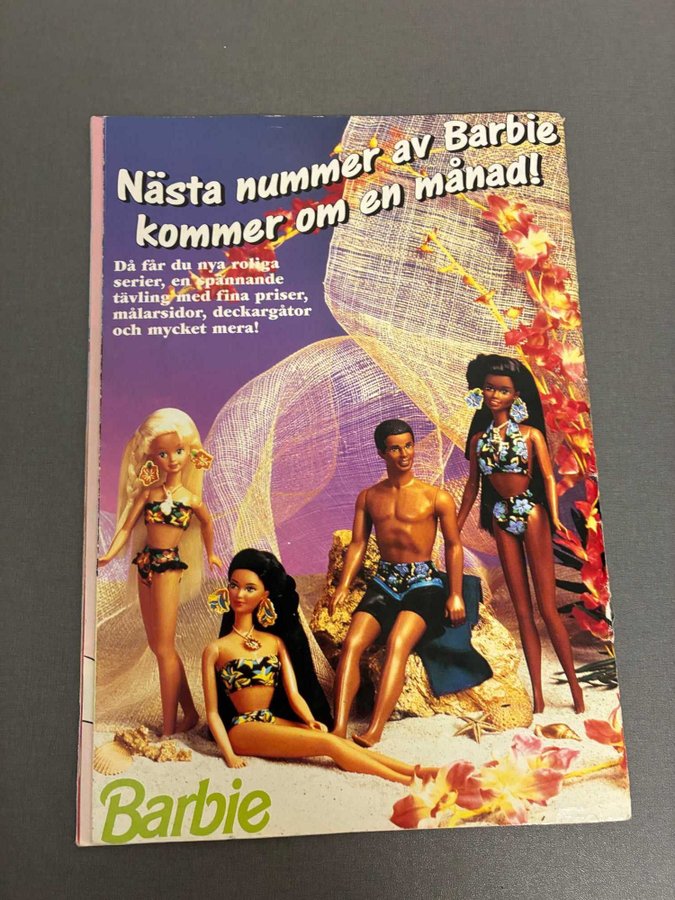 Nästa nummer av Barbie
kommer om en månad!
Då får du nya roliga
serier, en spännande
tävling med fina priser,
målarsidor, deckargåtor
och mycket mera!
Barbie